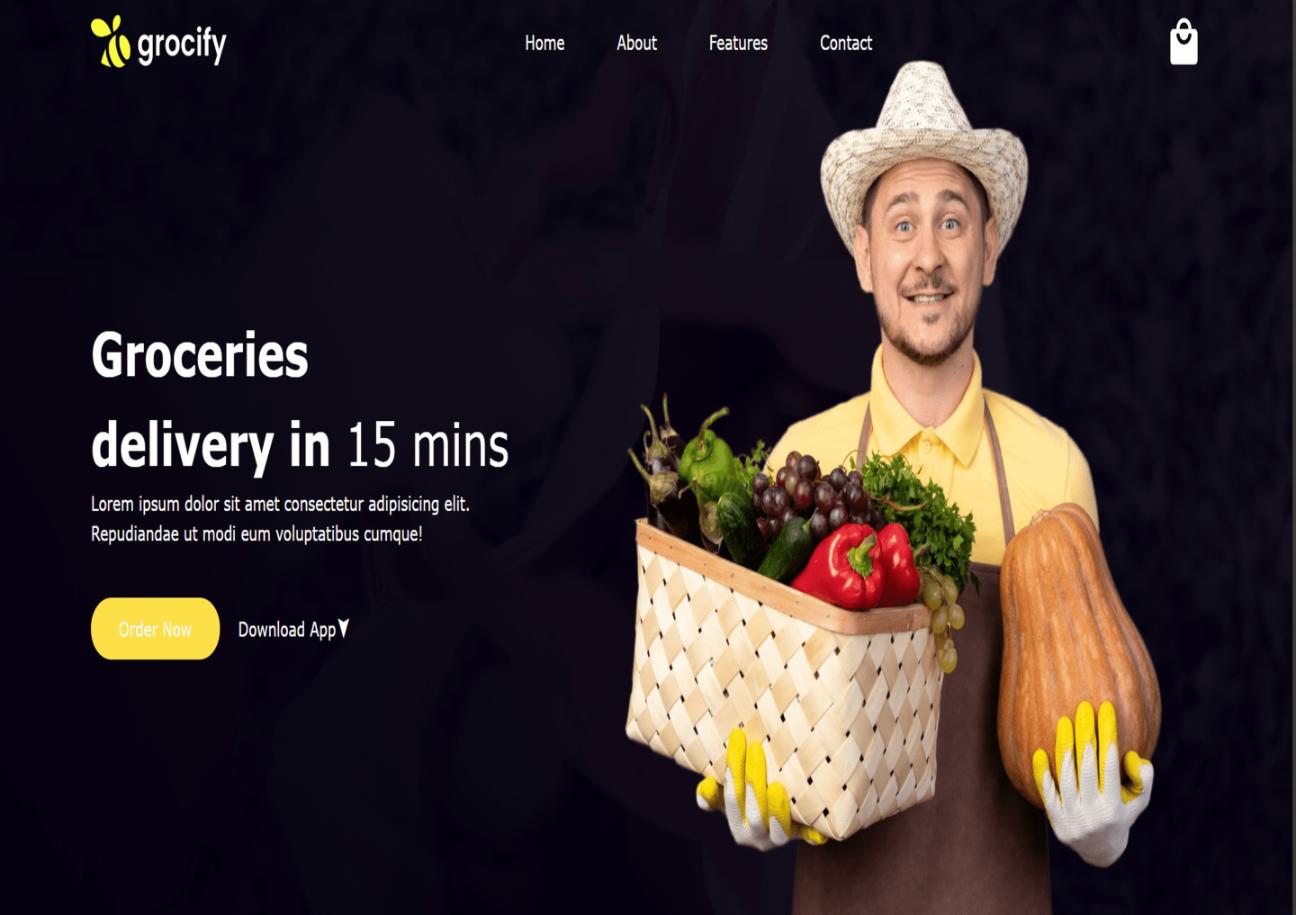 grocify
Home About Features Contact
Groceries
delivery in 15 mins
Lorem ipsum dolor sit amet consectetur adipisicing elit.
Repudiandae ut modi eum voluptatibus cumque!
Order Now Download App